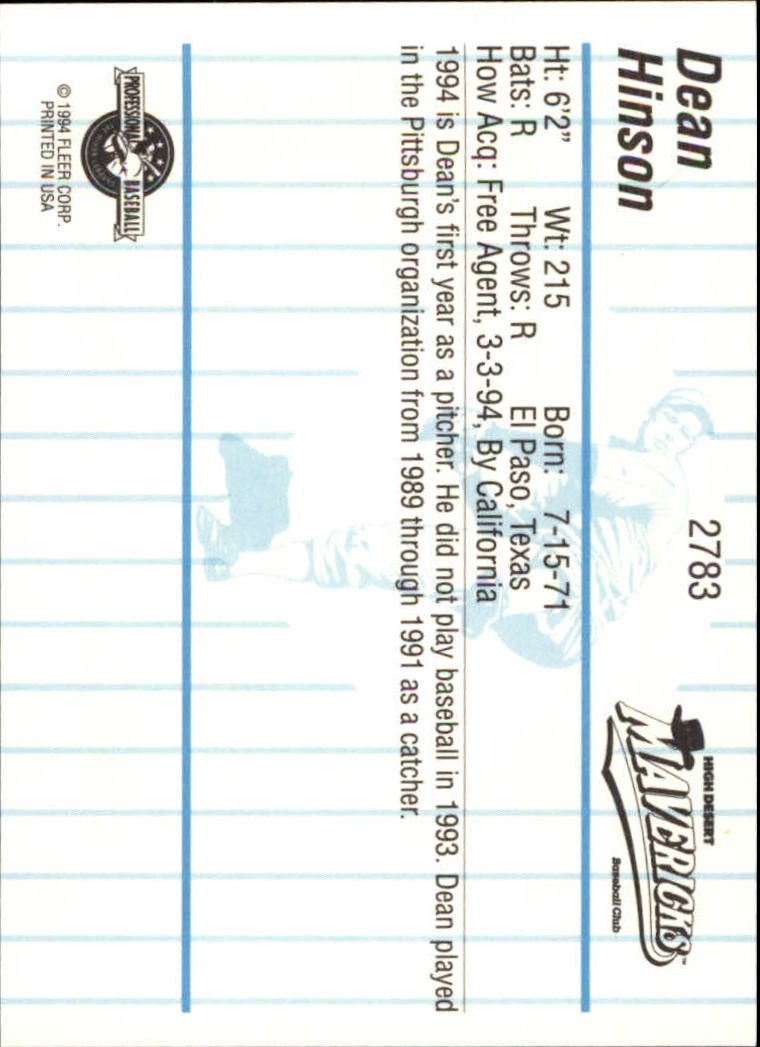 Dean
Hinson
2783
HIGH DESERT
MAVERICKS™
Baseball Club
Ht: 6'2" Wt: 215 Born: 7-15-71
Bats: R Throws: R El Paso, Texas
How Acq: Free Agent, 3-3-94, By California
1994 is Dean's first year as a pitcher. He did not play baseball in 1993. Dean played
in the Pittsburgh organization from 1989 through 1991 as a catcher.
PROFESSIONAL BASEBALL
© 1994 FLEER CORP.
PRINTED IN USA